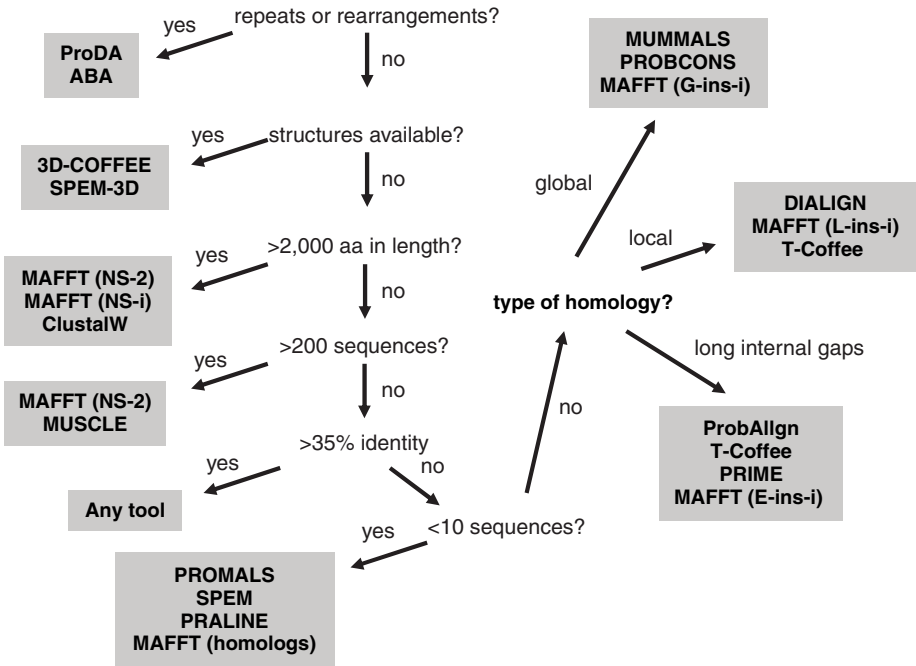 repeats or rearrangements?
yes
ProDA
ABA
no
structures available?
yes
3D-COFFEE
SPEM-3D
no
>2,000 aa in length?
yes
MAFFT (NS-2)
MAFFT (NS-i)
ClustalW
no
>200 sequences?
yes
MAFFT (NS-2)
MUSCLE
no
>35% identity
yes
Any tool
no
<10 sequences?
yes
PROMALS
SPEM
PRALINE
MAFFT (homologs)
no
type of homology?
global
MUMMALS
PROBCONS
MAFFT (G-ins-i)
local
DIALIGN
MAFFT (L-ins-i)
T-Coffee
long internal gaps
ProbAlIgn
T-Coffee
PRIME
MAFFT (E-ins-i)